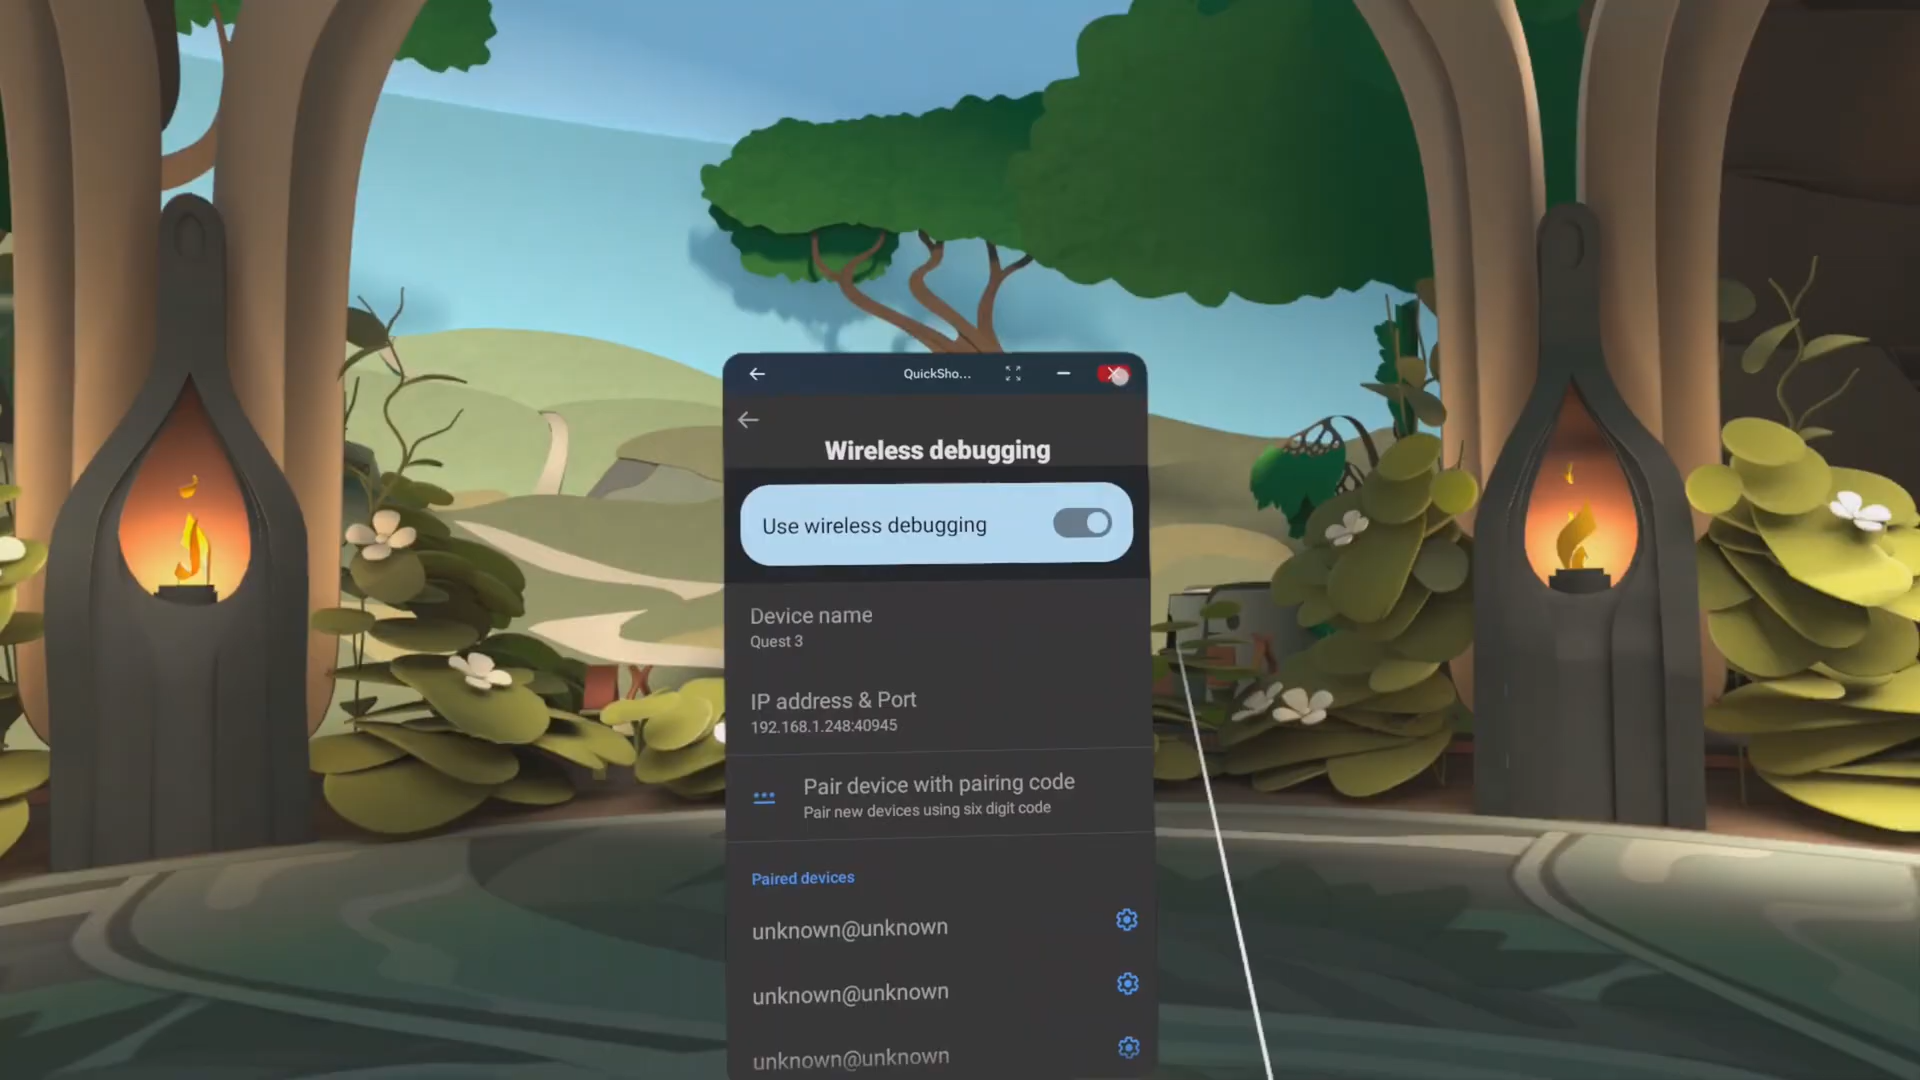 QuickSho...
Wireless debugging
Use wireless debugging
Device name
Quest 3
IP address & Port
192.168.1.248:40945
Pair device with pairing code
Pair new devices using six digit code
Paired devices
unknown@unknown
unknown@unknown
unknown@unknown